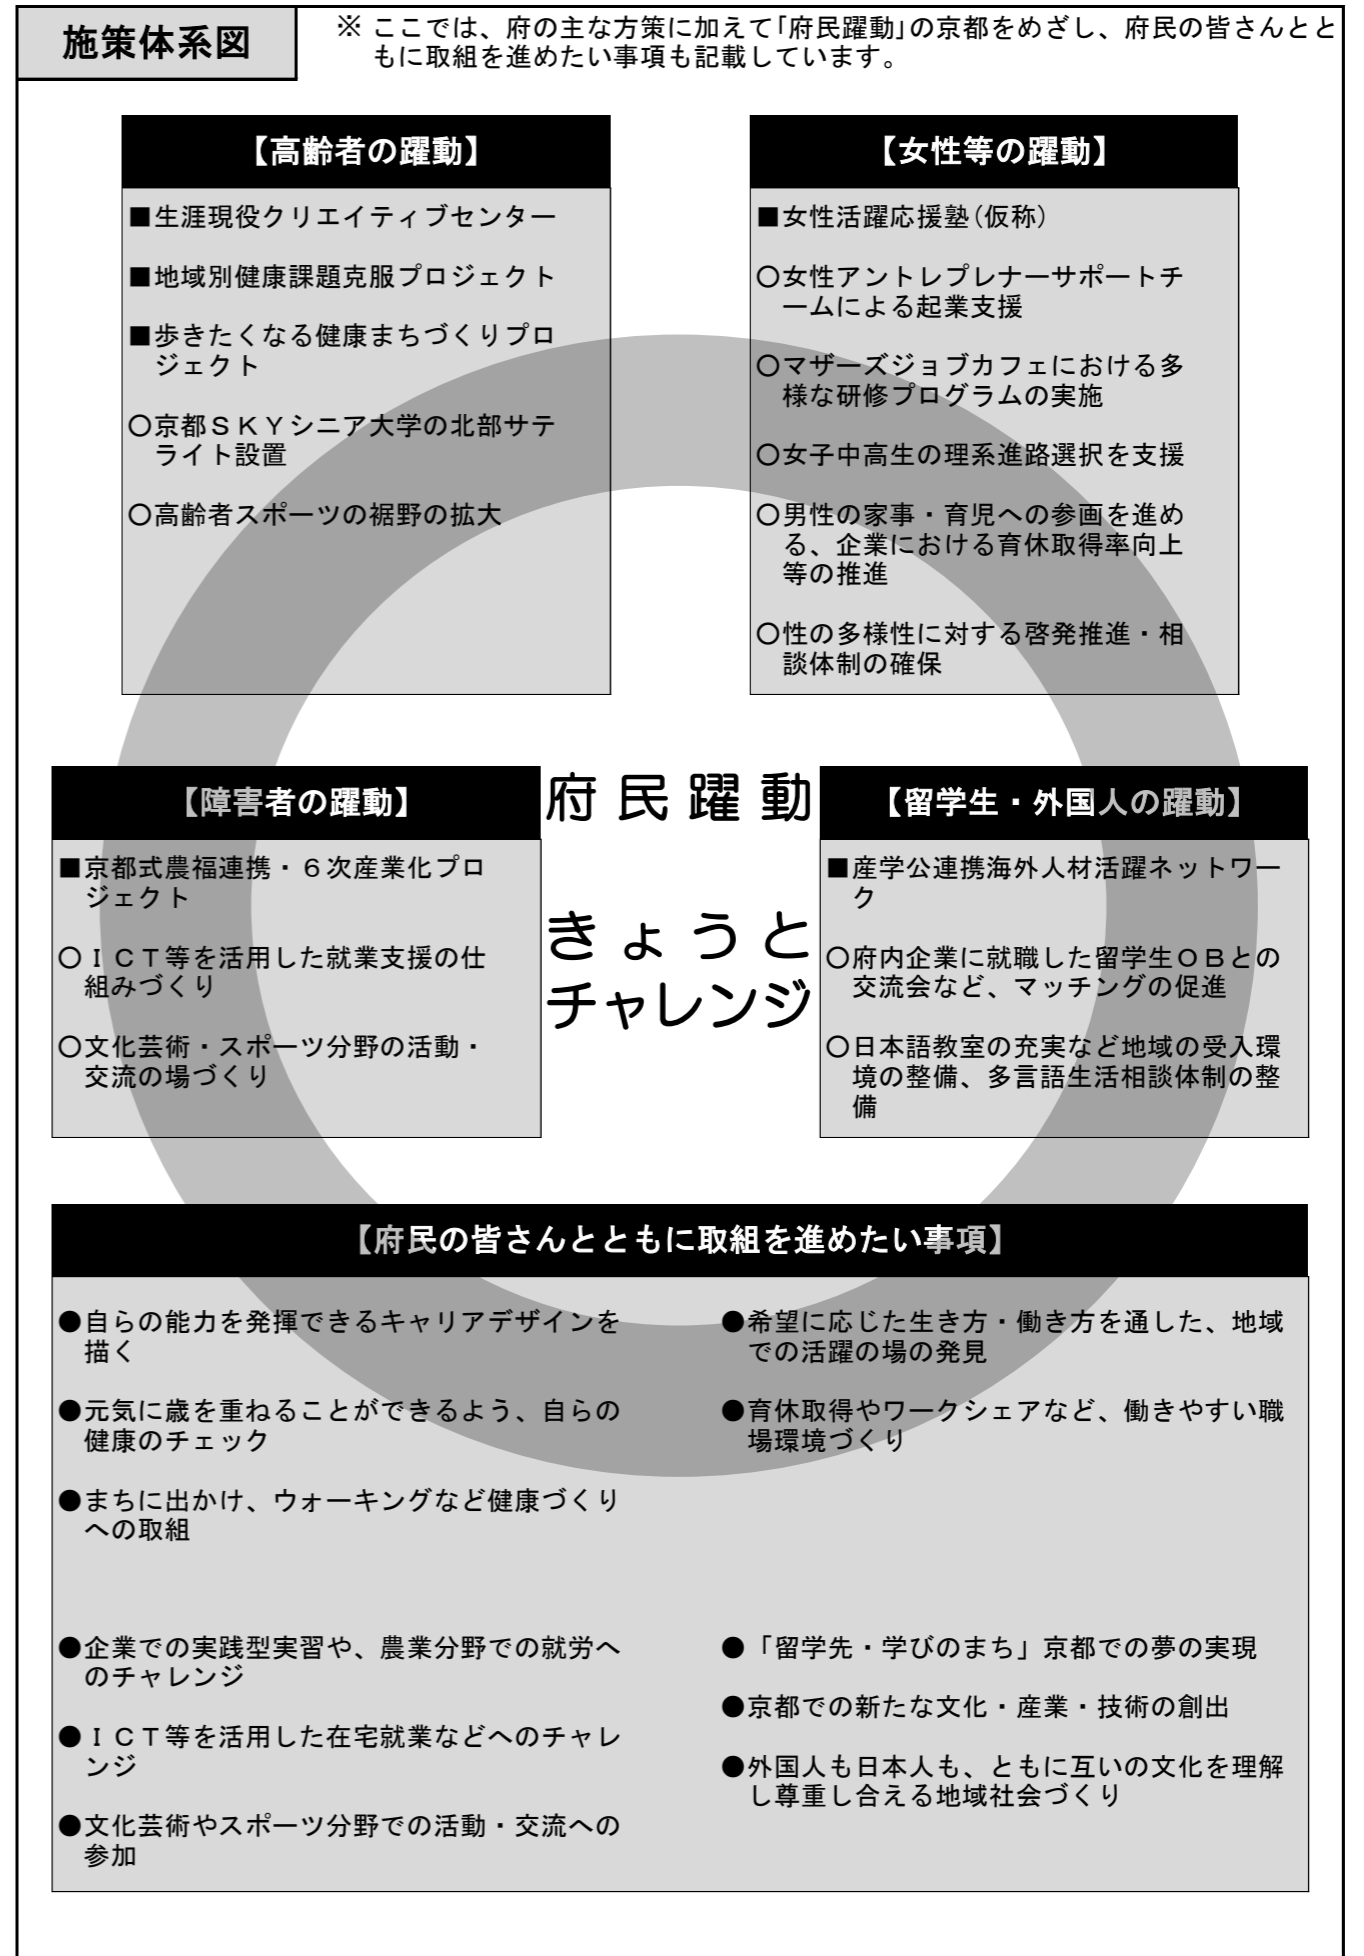 施策体系図
※ ここでは、府の主な方策に加えて「府民躍動」の京都をめざし、府民の皆さんとと
もに取組を進めたい事項も記載しています。
【高齢者の躍動】
■生涯現役クリエイティブセンター
■地域別健康課題克服プロジェクト
■歩きたくなる健康まちづくりプロ
ジェクト
○京都ＳＫＹシニア大学の北部サテ
ライト設置
○高齢者スポーツの裾野の拡大
【女性等の躍動】
■女性活躍応援塾(仮称)
○女性アントレプレナーサポートチ
ームによる起業支援
○マザーズジョブカフェにおける多
様な研修プログラムの実施
○女子中高生の理系進路選択を支援
○男性の家事・育児への参画を進め
る、企業における育休取得率向上
等の推進
○性の多様性に対する啓発推進・相
談体制の確保
府民躍動
きょうと
チャレンジ
【障害者の躍動】
■京都式農福連携・６次産業化プロ
ジェクト
○ＩＣＴ等を活用した就業支援の仕
組みづくり
○文化芸術・スポーツ分野の活動・
交流の場づくり
【留学生・外国人の躍動】
■産学公連携海外人材活躍ネットワー
ク
○府内企業に就職した留学生ＯＢとの
交流会など、マッチングの促進
○日本語教室の充実など地域の受入環
境の整備、多言語生活相談体制の整
備
【府民の皆さんとともに取組を進めたい事項】
●自らの能力を発揮できるキャリアデザインを
描く
●元気に歳を重ねることができるよう、自らの
健康のチェック
●まちに出かけ、ウォーキングなど健康づくり
への取組
●希望に応じた生き方・働き方を通した、地域
での活躍の場の発見
●育休取得やワークシェアなど、働きやすい職
場環境づくり
●企業での実践型実習や、農業分野での就労へ
のチャレンジ
●ＩＣＴ等を活用した在宅就業などへのチャレ
ンジ
●文化芸術やスポーツ分野での活動・交流への
参加
●「留学先・学びのまち」京都での夢の実現
●京都での新たな文化・産業・技術の創出
●外国人も日本人も、ともに互いの文化を理解
し尊重し合える地域社会づくり